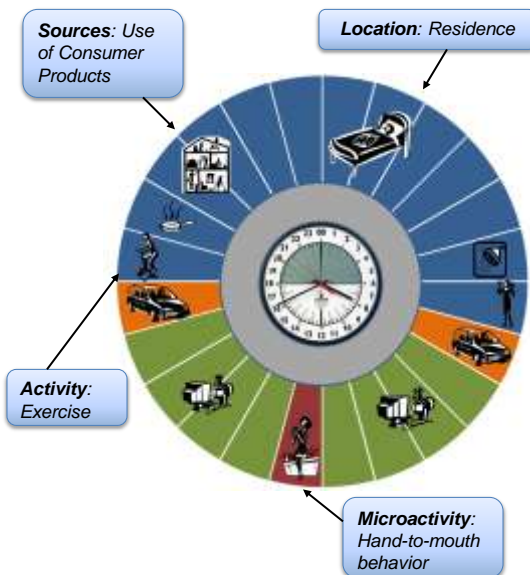 Sources: Use
of Consumer
Products
Location: Residence
Activity:
Exercise
Microactivity:
Hand-to-mouth
behavior